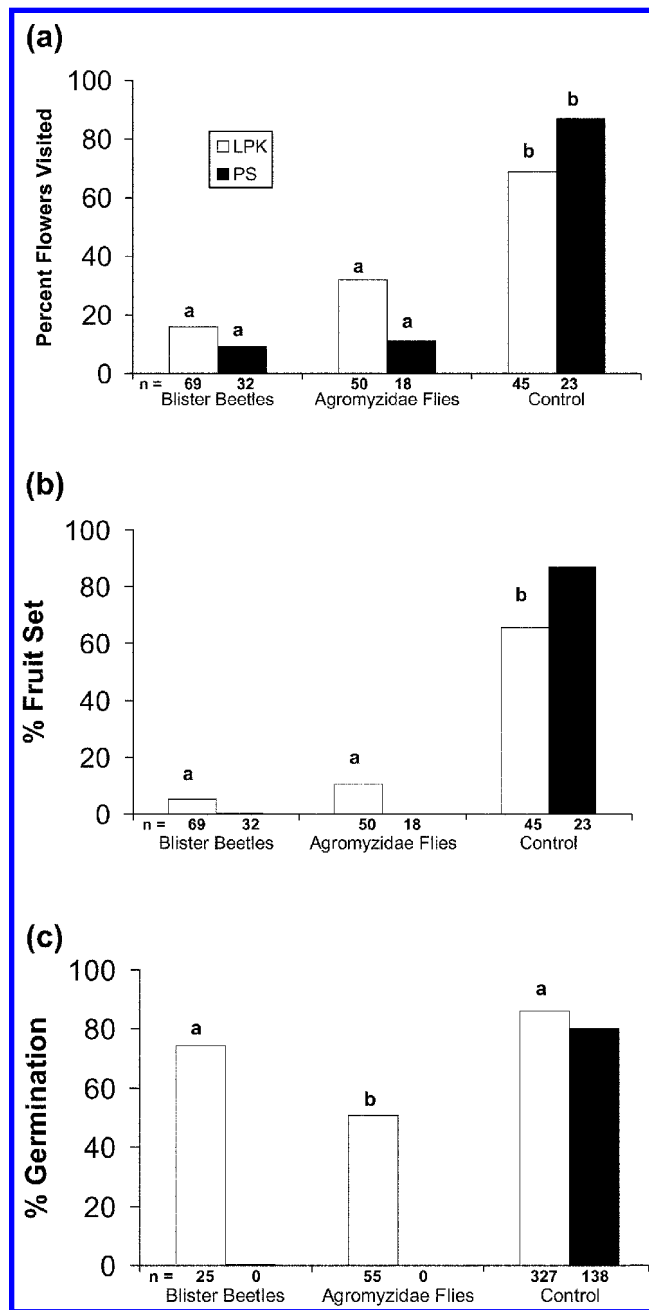 (a)
100
80
60
40
20
0
Percent Flowers Visited
LPK
PS
a
a
a
a
b
b
n = 69 32 50 18 45 23
Blister Beetles Agromyzidae Flies Control
(b)
100
80
60
40
20
0
% Fruit Set
a
a
b
n = 69 32 50 18 45 23
Blister Beetles Agromyzidae Flies Control
(c)
100
80
60
40
20
0
% Germination
a
b
a
n = 25 0 55 0 327 138
Blister Beetles Agromyzidae Flies Control